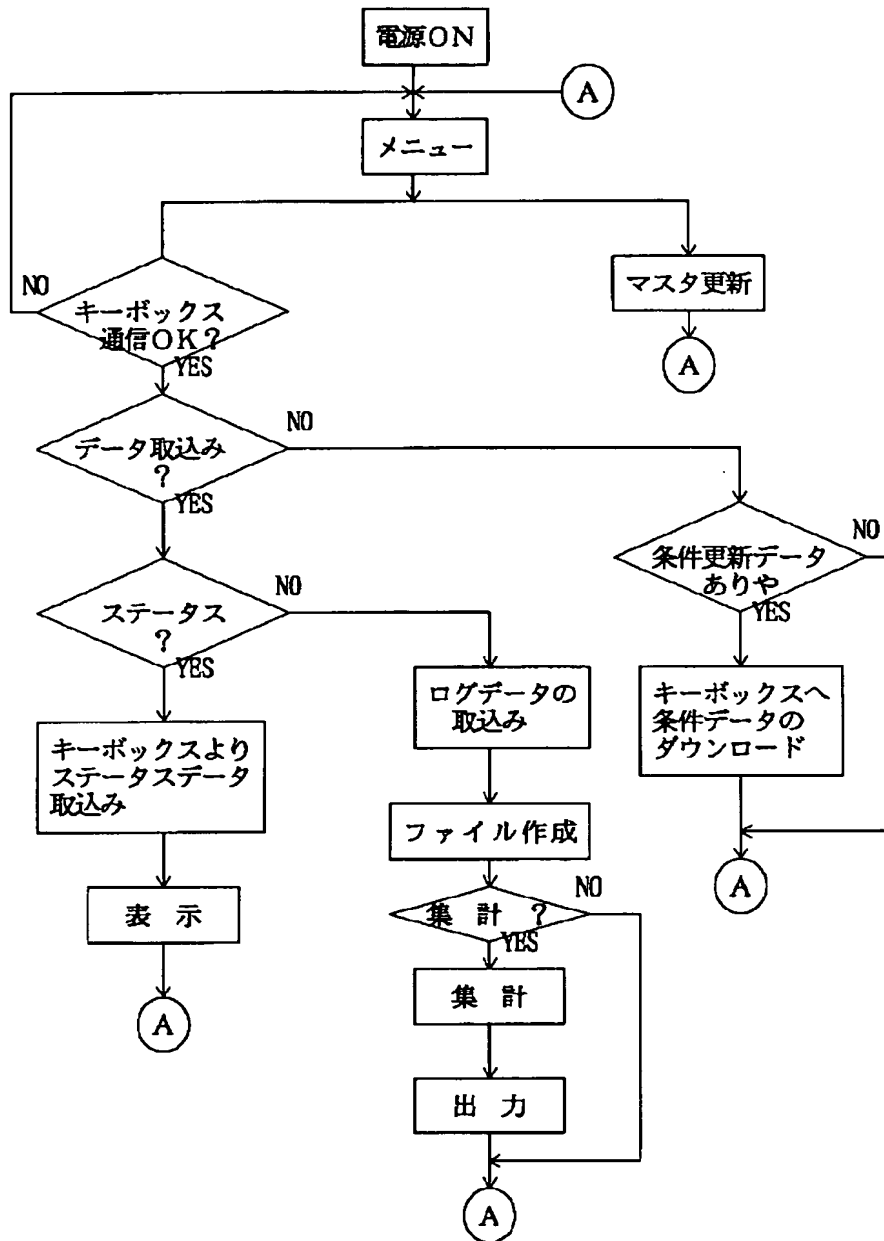 電源ON
A
メニュー
NO
キーボックス
通信OK？
YES
マスタ更新
A
データ取込み
？
NO
YES
条件更新データ
ありや
NO
YES
ステータス
？
NO
YES
ログデータの
取込み
キーボックスへ
条件データの
ダウンロード
キーボックスより
ステータスデータ
取込み
ファイル作成
A
表 示
集 計 ？
NO
YES
集 計
A
出 力
A